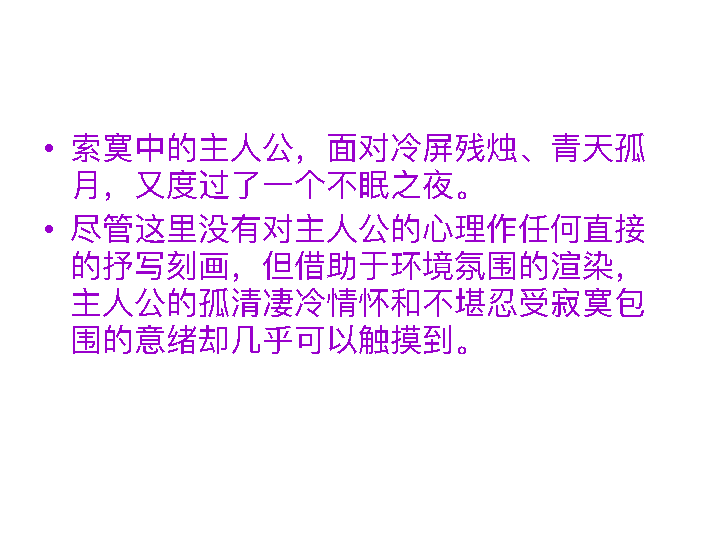 • 索寞中的主人公，面对冷屏残烛、青天孤
月，又度过了一个不眠之夜。
• 尽管这里没有对主人公的心理作任何直接
的抒写刻画，但借助于环境氛围的渲染，
主人公的孤清凄冷情怀和不堪忍受寂寞包
围的意绪却几乎可以触摸到。